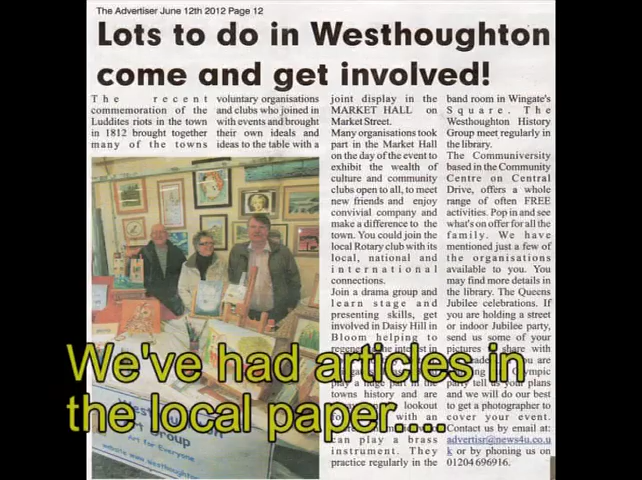 The Advertiser June 12th 2012 Page 12
Lots to do in Westhoughton
come and get involved!
The recent
commemoration of the
Luddites riots in the town
in 1812 brought together
many of the towns
voluntary organisations
and clubs who joined in
with events and brought
their own ideals and
ideas to the table with a
joint display in the
MARKET HALL on
Market Street.
Many organisations took
part in the Market Hall
on the day of the event to
exhibit the wealth of
culture and community
clubs open to all, to meet
new friends and enjoy
convivial company and
make a difference to the
town. You could join the
local Rotary club with its
local, national and
international
connections.
Join a drama group and
learn stage and
presenting skills, get
involved in Daisy Hill in
Bloom helping to
interest in
play a huge part in the
towns history and are
lookout
with an
can play a brass
instrument. They
practice regularly in the
band room in Wingate's
Square. The
Westhoughton History
Group meet regularly in
the library.
The Communiversity
based in the Community
Centre on Central
Drive, offers a whole
range of often FREE
activities. Pop in and see
what's on offer for all the
family. We have
mentioned just a few of
the organisations
available to you. You
may find more details in
the library. The Queens
Jubilee celebrations. If
you are holding a street
or indoor Jubilee party,
send us some of your
pictures to share with
are
party tell us your plans
and we will do our best
to get a photographer to
cover your event.
Contact us by email at:
advertisr@news4u.co.u
k or by phoning us on
01204 696916.
We've had articles in
the local paper....
Group
Art for Everyone
website www.westhoughton